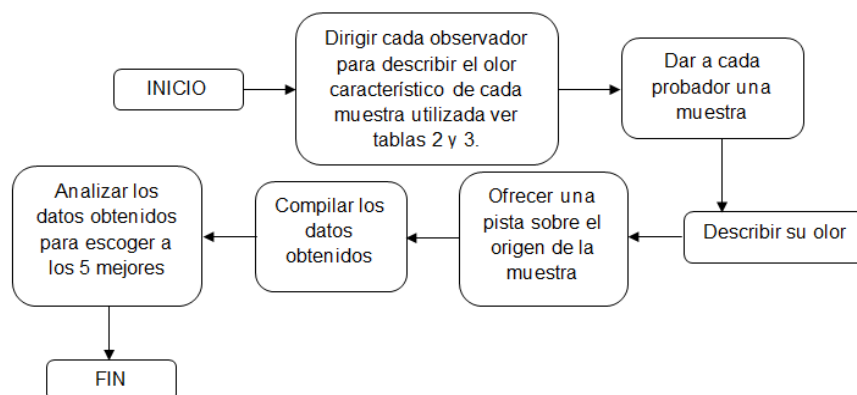 INICIO
Dirigir cada observador
para describir el olor
característico de cada
muestra utilizada ver
tablas 2 y 3.
Dar a cada
probador una
muestra
Describir su olor
Ofrecer una
pista sobre el
origen de la
muestra
Compilar los
datos
obtenidos
Analizar los
datos obtenidos
para escoger a
los 5 mejores
FIN